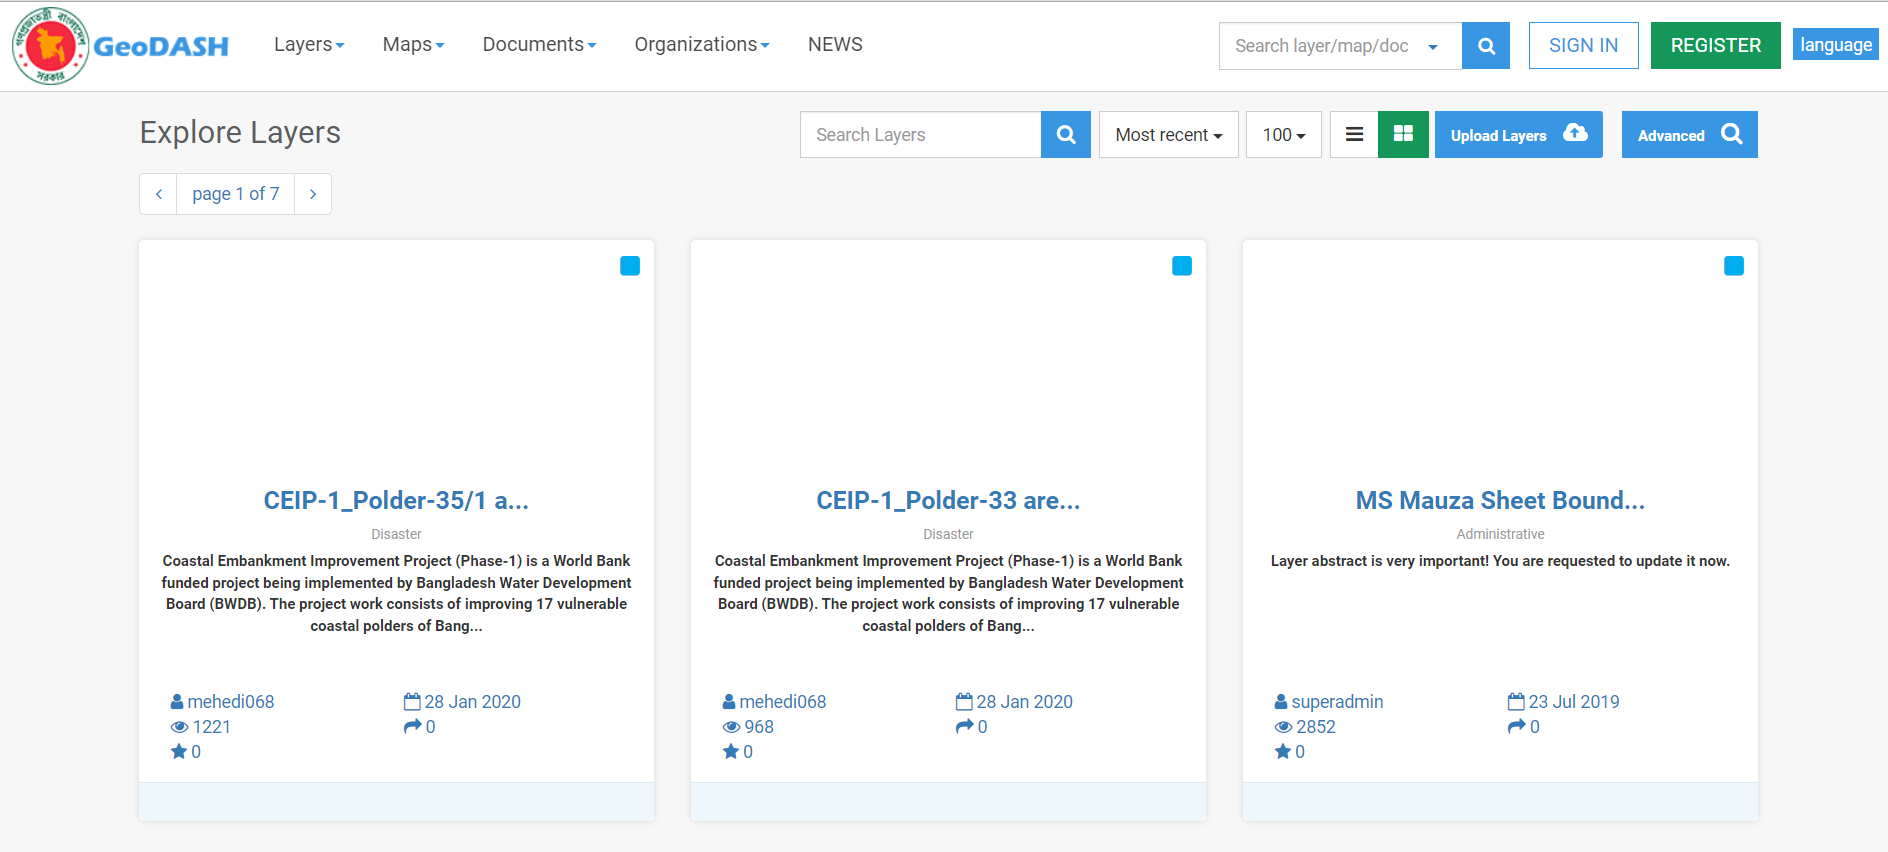 গণপ্রজাতন্ত্রী বাংলাদেশ
সরকার
GeoDASH
Layers
Maps
Documents
Organizations
NEWS
Search layer/map/doc
SIGN IN
REGISTER
language
Explore Layers
Search Layers
Most recent
100
Upload Layers
Advanced
page 1 of 7
CEIP-1_Polder-35/1 a...
Disaster
Coastal Embankment Improvement Project (Phase-1) is a World Bank
funded project being implemented by Bangladesh Water Development
Board (BWDB). The project work consists of improving 17 vulnerable
coastal polders of Bang...
mehedi068
28 Jan 2020
1221
0
0
CEIP-1_Polder-33 are...
Disaster
Coastal Embankment Improvement Project (Phase-1) is a World Bank
funded project being implemented by Bangladesh Water Development
Board (BWDB). The project work consists of improving 17 vulnerable
coastal polders of Bang...
mehedi068
28 Jan 2020
968
0
0
MS Mauza Sheet Bound...
Administrative
Layer abstract is very important! You are requested to update it now.
superadmin
23 Jul 2019
2852
0
0